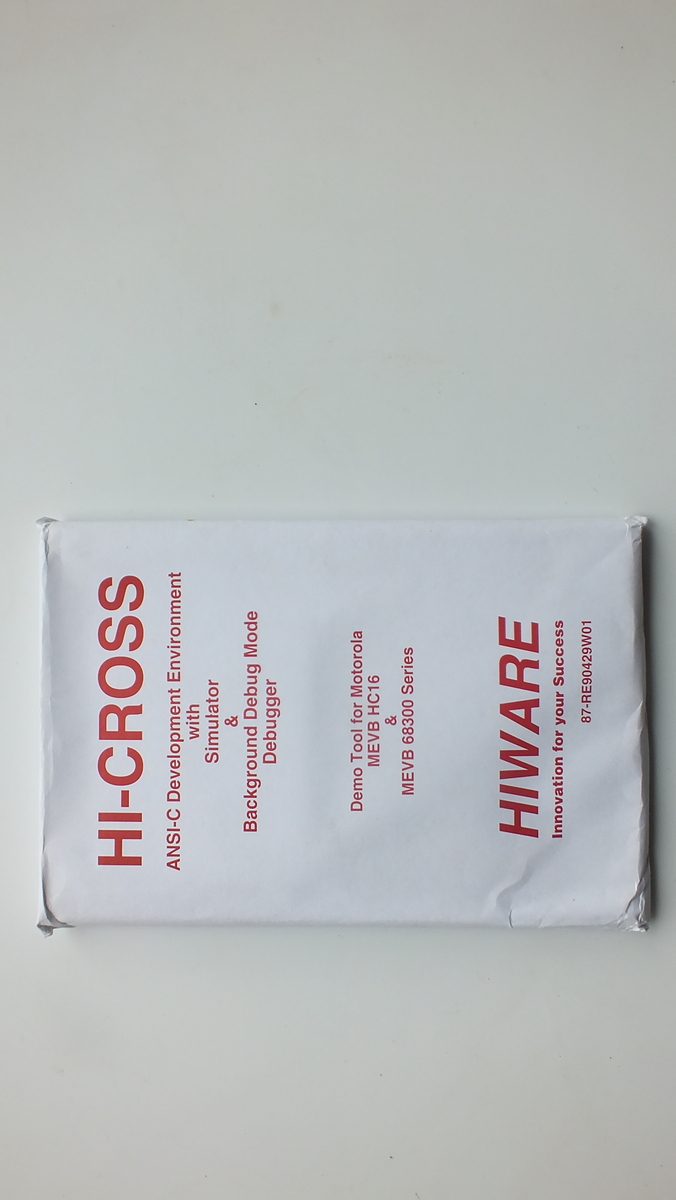 HI-CROSS
ANSI-C Development Environment
with
Simulator
&
Background Debug Mode
Debugger
Demo Tool for Motorola
MEVB HC16
&
MEVB 68300 Series
HIWARE
Innovation for your Success
87-RE90429W01